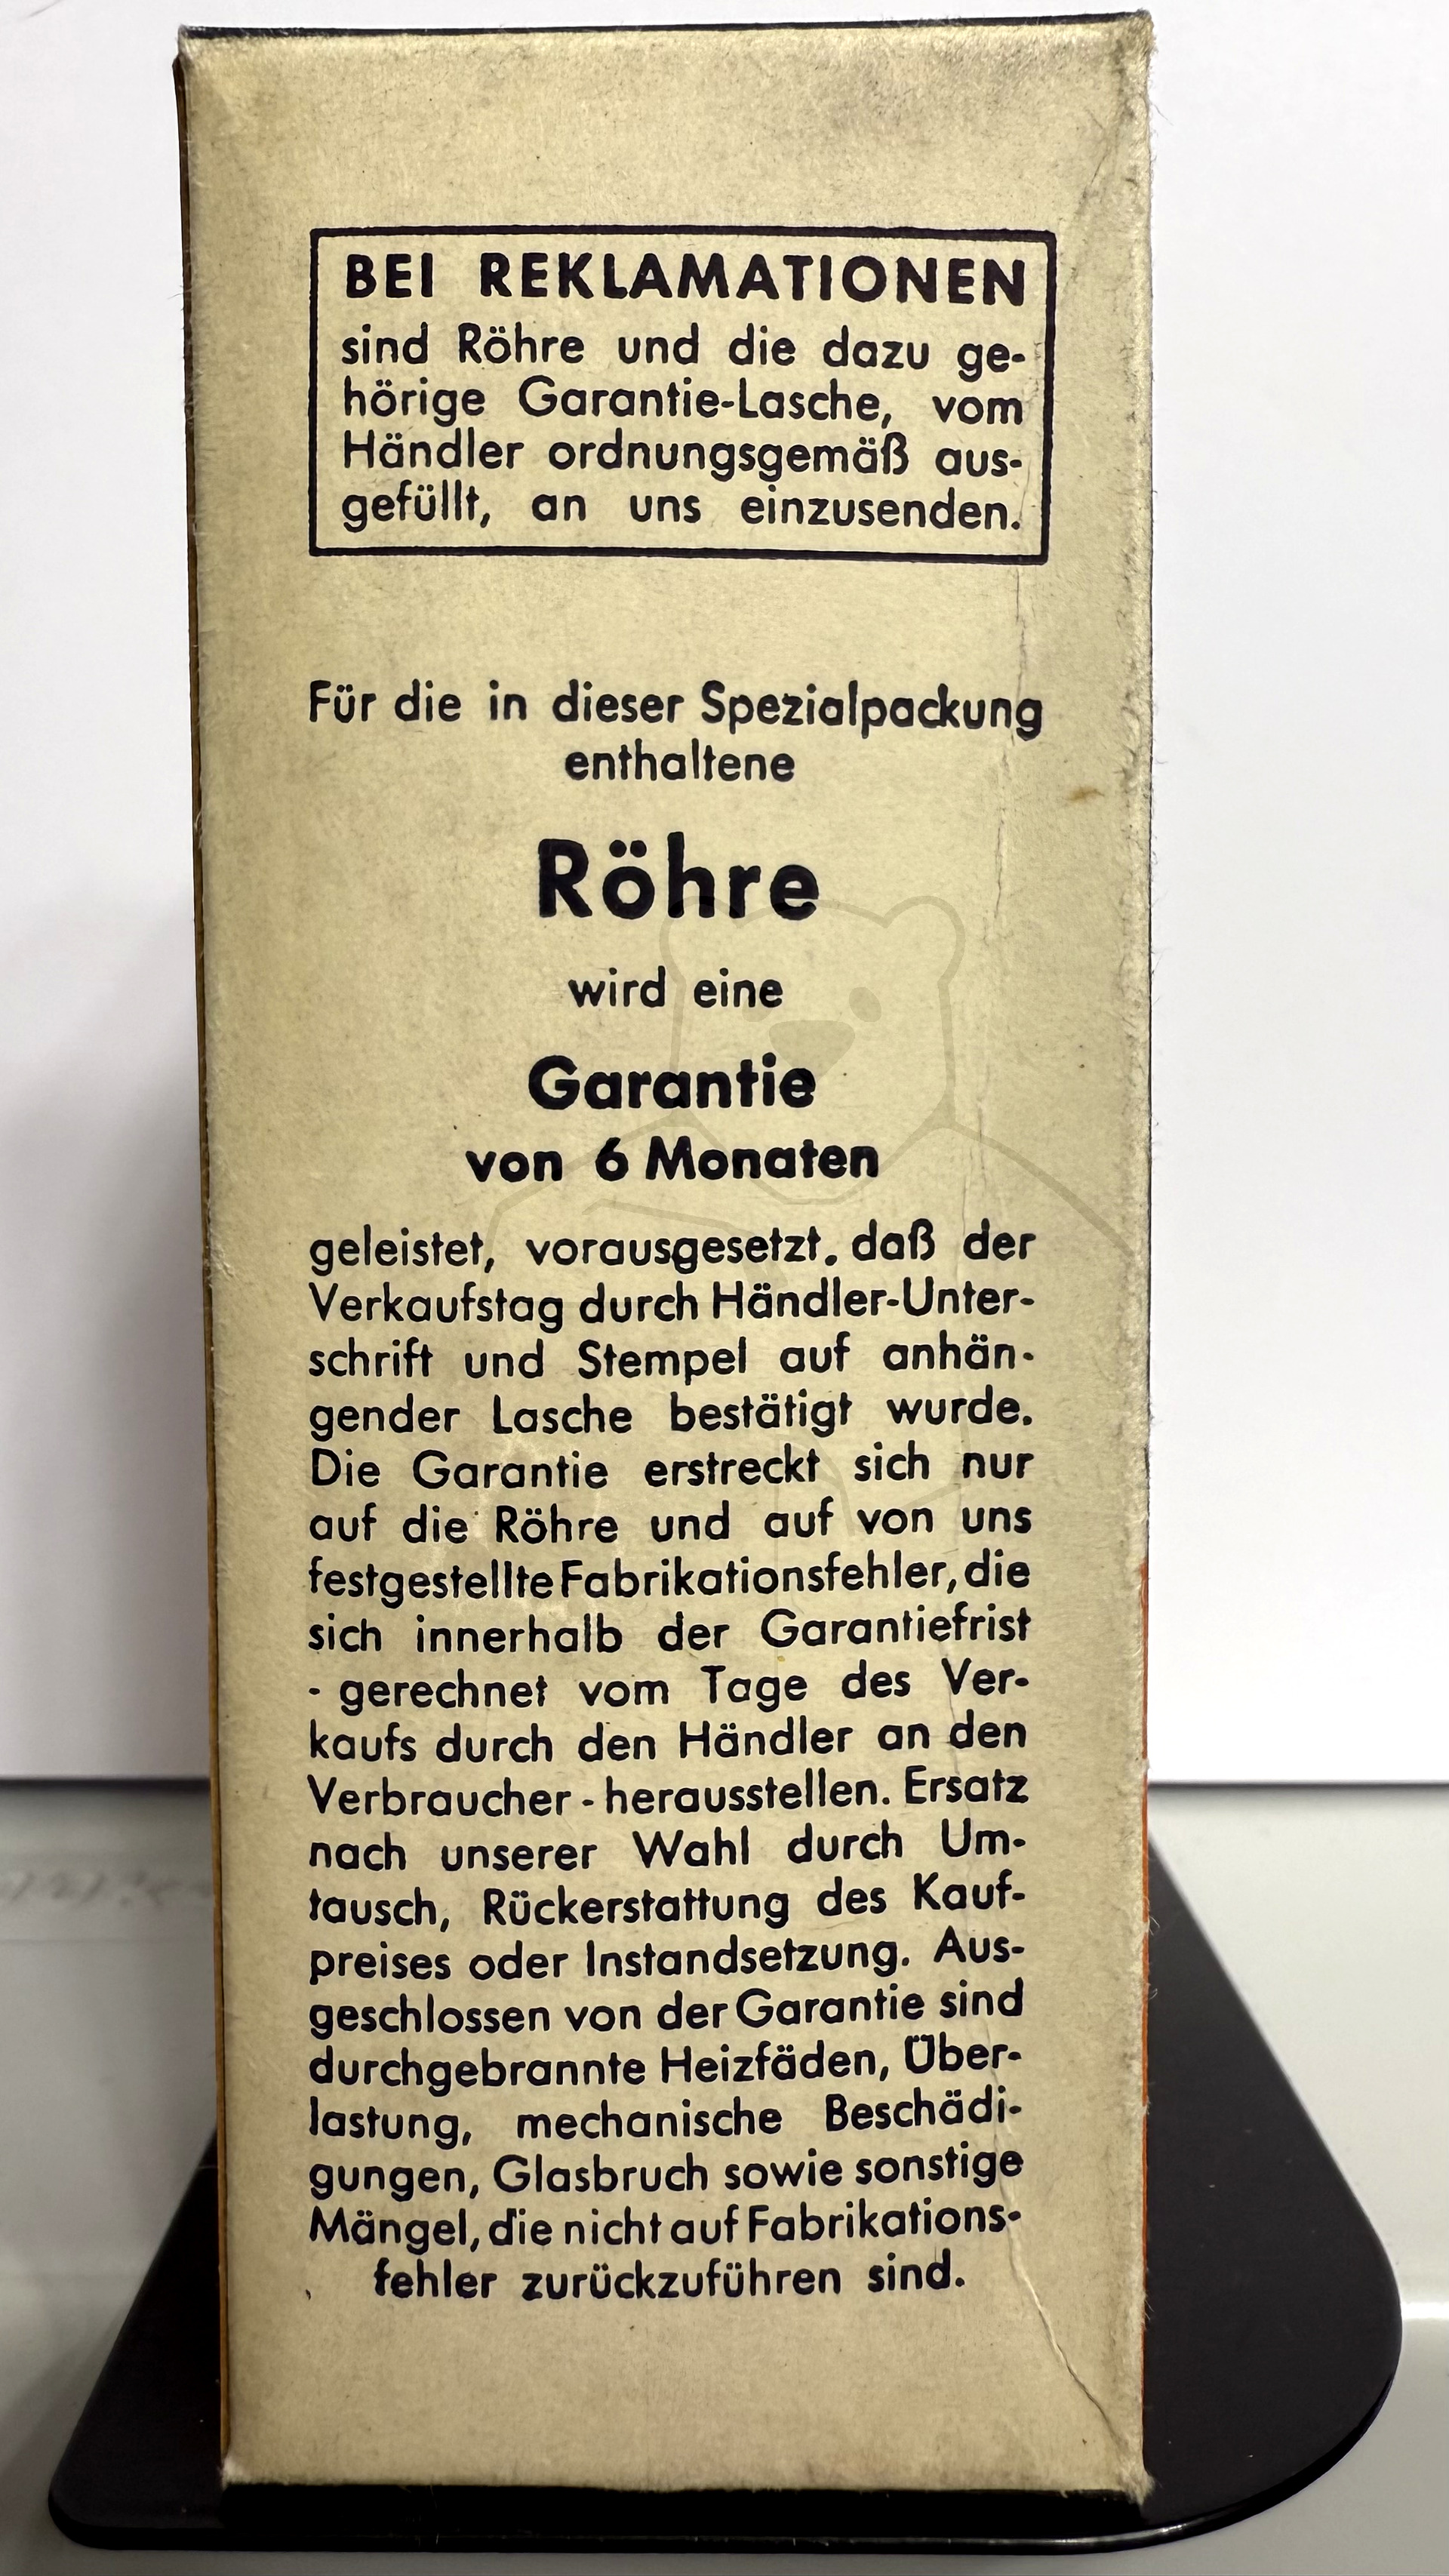 BEI REKLAMATIONEN
sind Röhre und die dazu ge-
hörige Garantie-Lasche, vom
Händler ordnungsgemäß aus-
gefüllt, an uns einzusenden.
Für die in dieser Spezialpackung
enthaltene
Röhre
wird eine
Garantie
von 6 Monaten
geleistet, vorausgesetzt. daß der
Verkaufstag durch Händler-Unter-
schrift und Stempel auf anhän-
gender Lasche bestätigt wurde.
Die Garantie erstreckt sich nur
auf die Röhre und auf von uns
festgestellte Fabrikationsfehler, die
sich innerhalb der Garantiefrist
- gerechnet vom Tage des Ver-
kaufs durch den Händler an den
Verbraucher - herausstellen. Ersatz
nach unserer Wahl durch Um-
tausch, Rückerstattung des Kauf-
preises oder Instandsetzung. Aus-
geschlossen von der Garantie sind
durchgebrannte Heizfäden, Über-
lastung, mechanische Beschädi-
gungen, Glasbruch sowie sonstige
Mängel, die nicht auf Fabrikations-
fehler zurückzuführen sind.